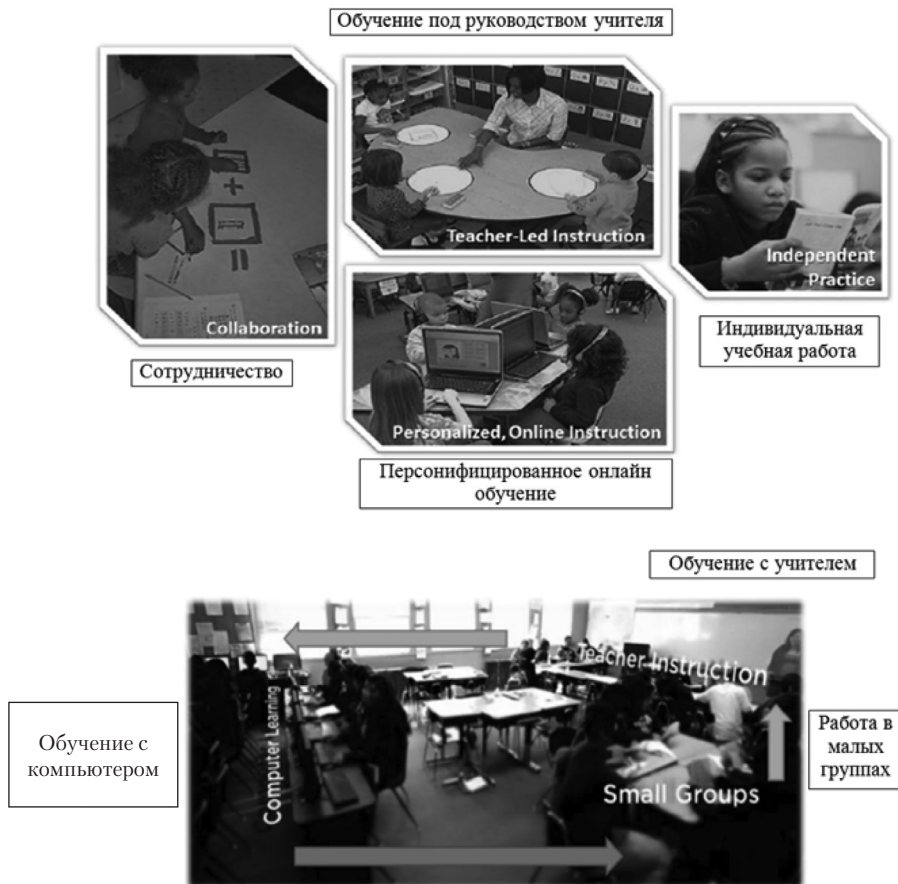 Обучение под руководством учителя
Teacher-Led Instruction
Collaboration
Independent
Practice
Сотрудничество
Индивидуальная
учебная работа
Personalized, Online Instruction
Персонифицированное онлайн
обучение
Обучение с учителем
Teacher Instruction
Computer Learning
Обучение с
компьютером
Small Groups
Работа в
малых
группах